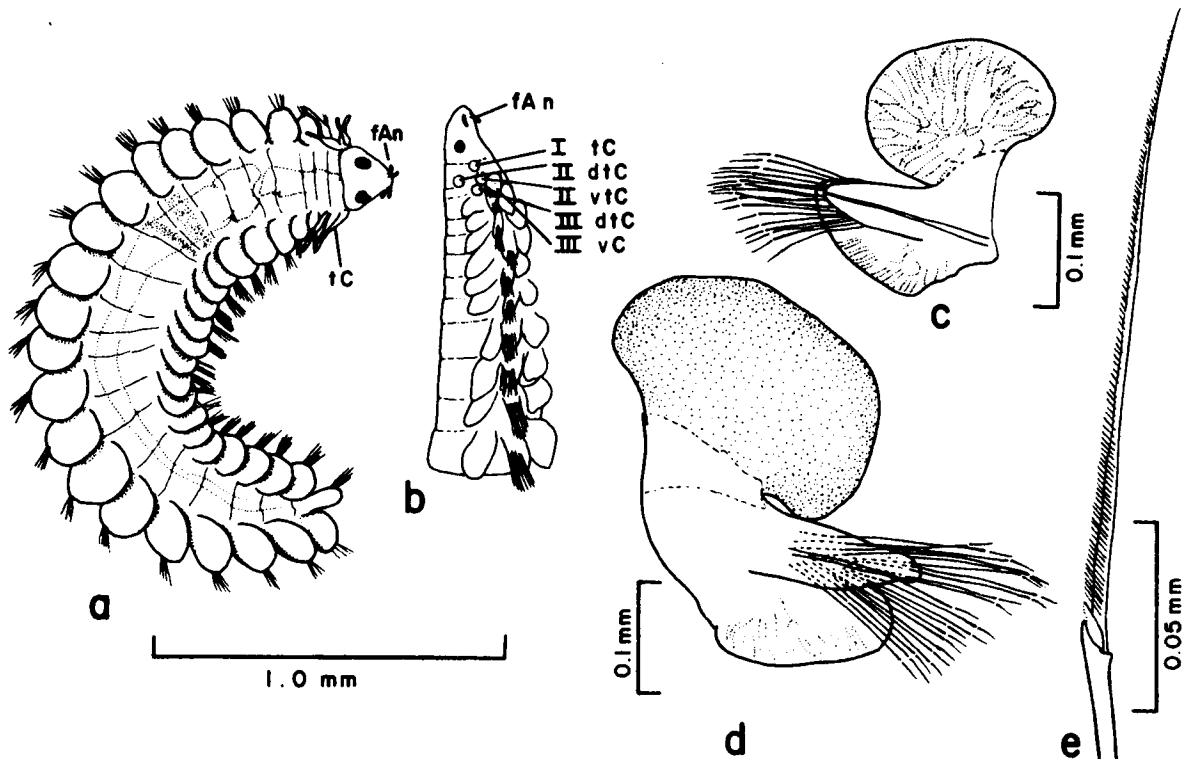 fAn
tC
a
1.0 mm
fAn
I tC
II dtC
II vtC
III dtC
III vC
b
c
0.1 mm
d
0.1 mm
e
0.05 mm